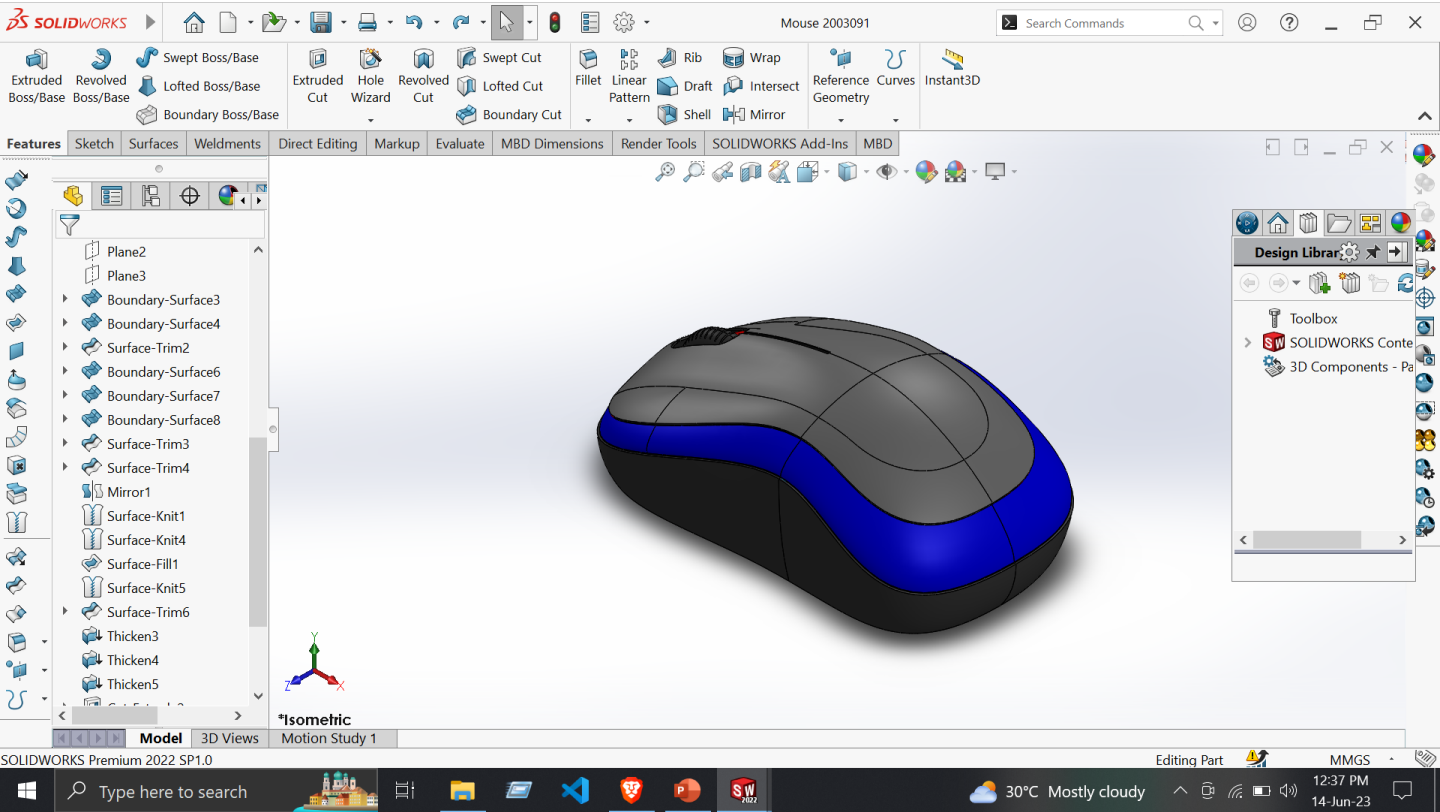 SOLIDWORKS
Mouse 2003091
Search Commands
Extruded Boss/Base
Revolved Boss/Base
Swept Boss/Base
Lofted Boss/Base
Boundary Boss/Base
Extruded Cut
Hole Wizard
Revolved Cut
Swept Cut
Lofted Cut
Boundary Cut
Fillet
Linear Pattern
Rib
Draft
Shell
Wrap
Intersect
Mirror
Reference Geometry
Curves
Instant3D
Features
Sketch
Surfaces
Weldments
Direct Editing
Markup
Evaluate
MBD Dimensions
Render Tools
SOLIDWORKS Add-Ins
MBD
Plane2
Plane3
Boundary-Surface3
Boundary-Surface4
Surface-Trim2
Boundary-Surface6
Boundary-Surface7
Boundary-Surface8
Surface-Trim3
Surface-Trim4
Mirror1
Surface-Knit1
Surface-Knit4
Surface-Fill1
Surface-Knit5
Surface-Trim6
Thicken3
Thicken4
Thicken5
Design Librar
Toolbox
SOLIDWORKS Conte
3D Components - Pa
Y
Z
X
*Isometric
Model
3D Views
Motion Study 1
SOLIDWORKS Premium 2022 SP1.0
Editing Part
MMGS
Type here to search
SW
2022
30°C Mostly cloudy
12:37 PM
14-Jun-23